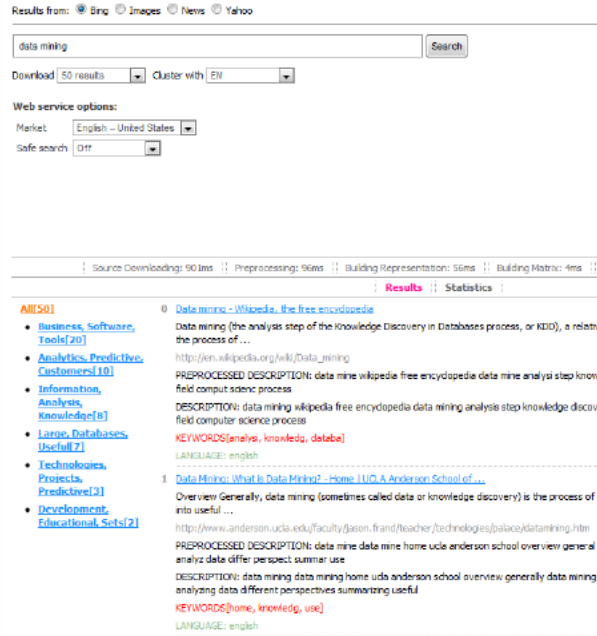 Results from: Bing Images News Yahoo
data mining Search
Download 50 results Cluster with EN
Web service options:
Market English – United States
Safe search Off
Source Downloading: 901ms Preprocessing: 96ms Building Representation: 56ms Building Matrix: 4ms
Results Statistics
All[50]
Business, Software,
Tools[20]
Analytics, Predictive,
Customers[10]
Information,
Analysis,
Knowledge[8]
Large, Databases,
Useful[7]
Technologies,
Projects,
Predictive[3]
Development,
Educational, Sets[2]
0 Data mining - Wikipedia, the free encyclopedia
Data mining (the analysis step of the Knowledge Discovery in Databases process, or KDD), a relativ
the process of ...
http://en.wikipedia.org/wiki/Data_mining
PREPROCESSED DESCRIPTION: data mine wikipedia free encyclopedia data mine analysi step know
field comput scienc process
DESCRIPTION: data mining wikipedia free encyclopedia data mining analysis step knowledge discov
field computer science process
KEYWORDS[analysi, knowledg, databa]
LANGUAGE: english
1 Data Mining: What is Data Mining? - Home | UCLA Anderson School of ...
Overview Generally, data mining (sometimes called data or knowledge discovery) is the process of
into useful ...
http://www.anderson.ucla.edu/faculty/jason.frand/teacher/technologies/palace/datamining.htm
PREPROCESSED DESCRIPTION: data mine data mine home ucla anderson school overview general
analyz data differ perspect summar use
DESCRIPTION: data mining data mining home ucla anderson school overview generally data mining
analyzing data different perspectives summarizing useful
KEYWORDS[home, knowledg, use]
LANGUAGE: english